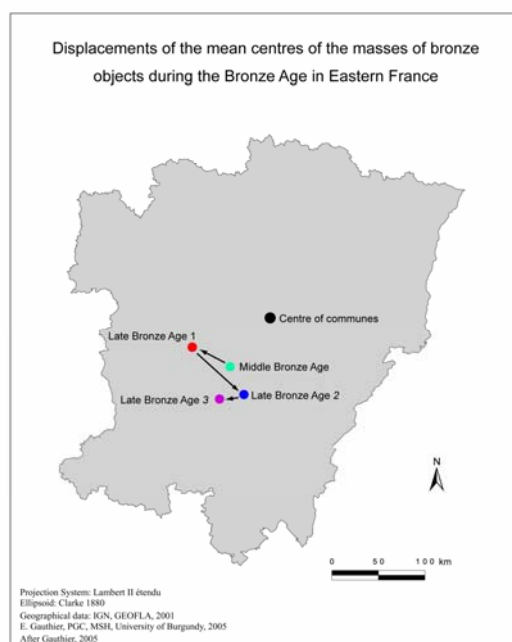 Displacements of the mean centres of the masses of bronze
objects during the Bronze Age in Eastern France
Centre of communes
Late Bronze Age 1
Middle Bronze Age
Late Bronze Age 2
Late Bronze Age 3
N
0 50 100 km
Projection System: Lambert II étendu
Ellipsoid: Clarke 1880
Geographical data: IGN, GEOFLA, 2001
E. Gauthier, PGC, MSH, University of Burgundy, 2005
After Gauthier, 2005